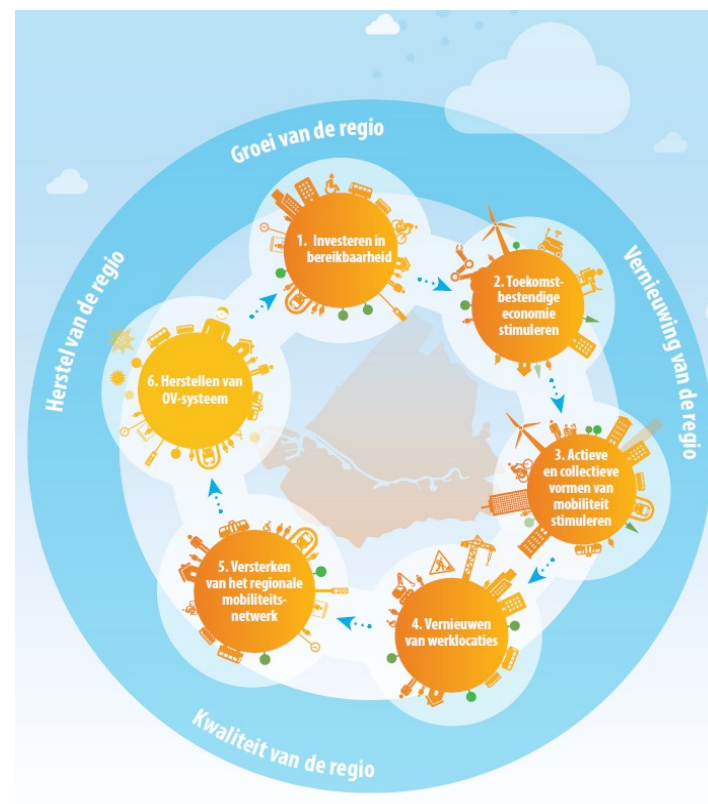 Groei van de regio
Vernieuwing van de regio
Kwaliteit van de regio
Herstel van de regio
1. Investeren in
bereikbaarheid
2. Toekomst-
bestendige
economie
stimuleren
3. Actieve
en collectieve
vormen van
mobiliteit
stimuleren
4. Vernieuwen
van werklocaties
5. Versterken
van het regionale
mobiliteits-
netwerk
6. Herstellen van
OV-systeem